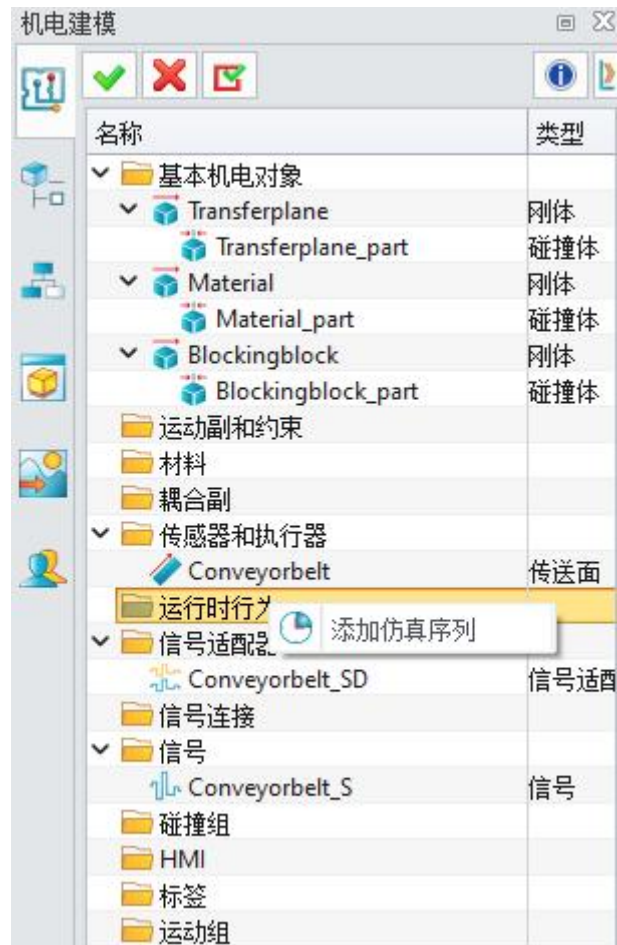 机电建模
名称 类型
基本机电对象
Transferplane 刚体
Transferplane_part 碰撞体
Material 刚体
Material_part 碰撞体
Blockingblock 刚体
Blockingblock_part 碰撞体
运动副和约束
材料
耦合副
传感器和执行器
Conveyorbelt 传送面
运行时行
添加仿真序列
信号适配器
Conveyorbelt_SD 信号适配
信号连接
信号
Conveyorbelt_S 信号
碰撞组
HMI
标签
运动组